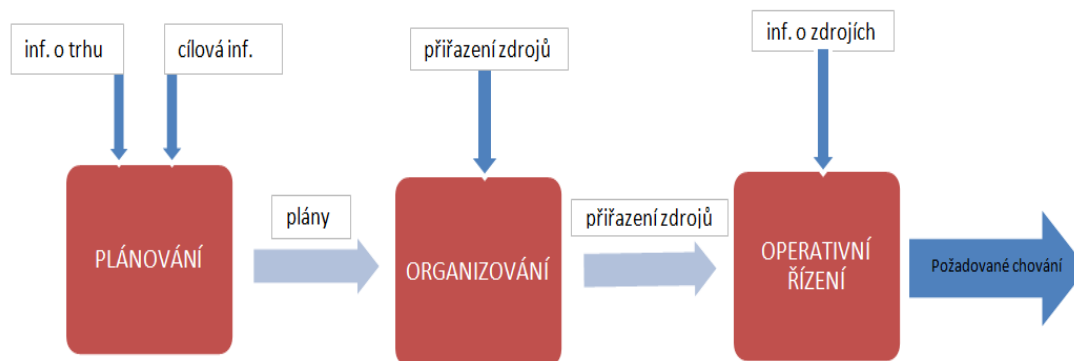 inf. o trhu
cílová inf.
přiřazení zdrojů
inf. o zdrojích
plány
přiřazení zdrojů
PLÁNOVÁNÍ
ORGANIZOVÁNÍ
OPERATIVNÍ
ŘÍZENÍ
Požadované chování